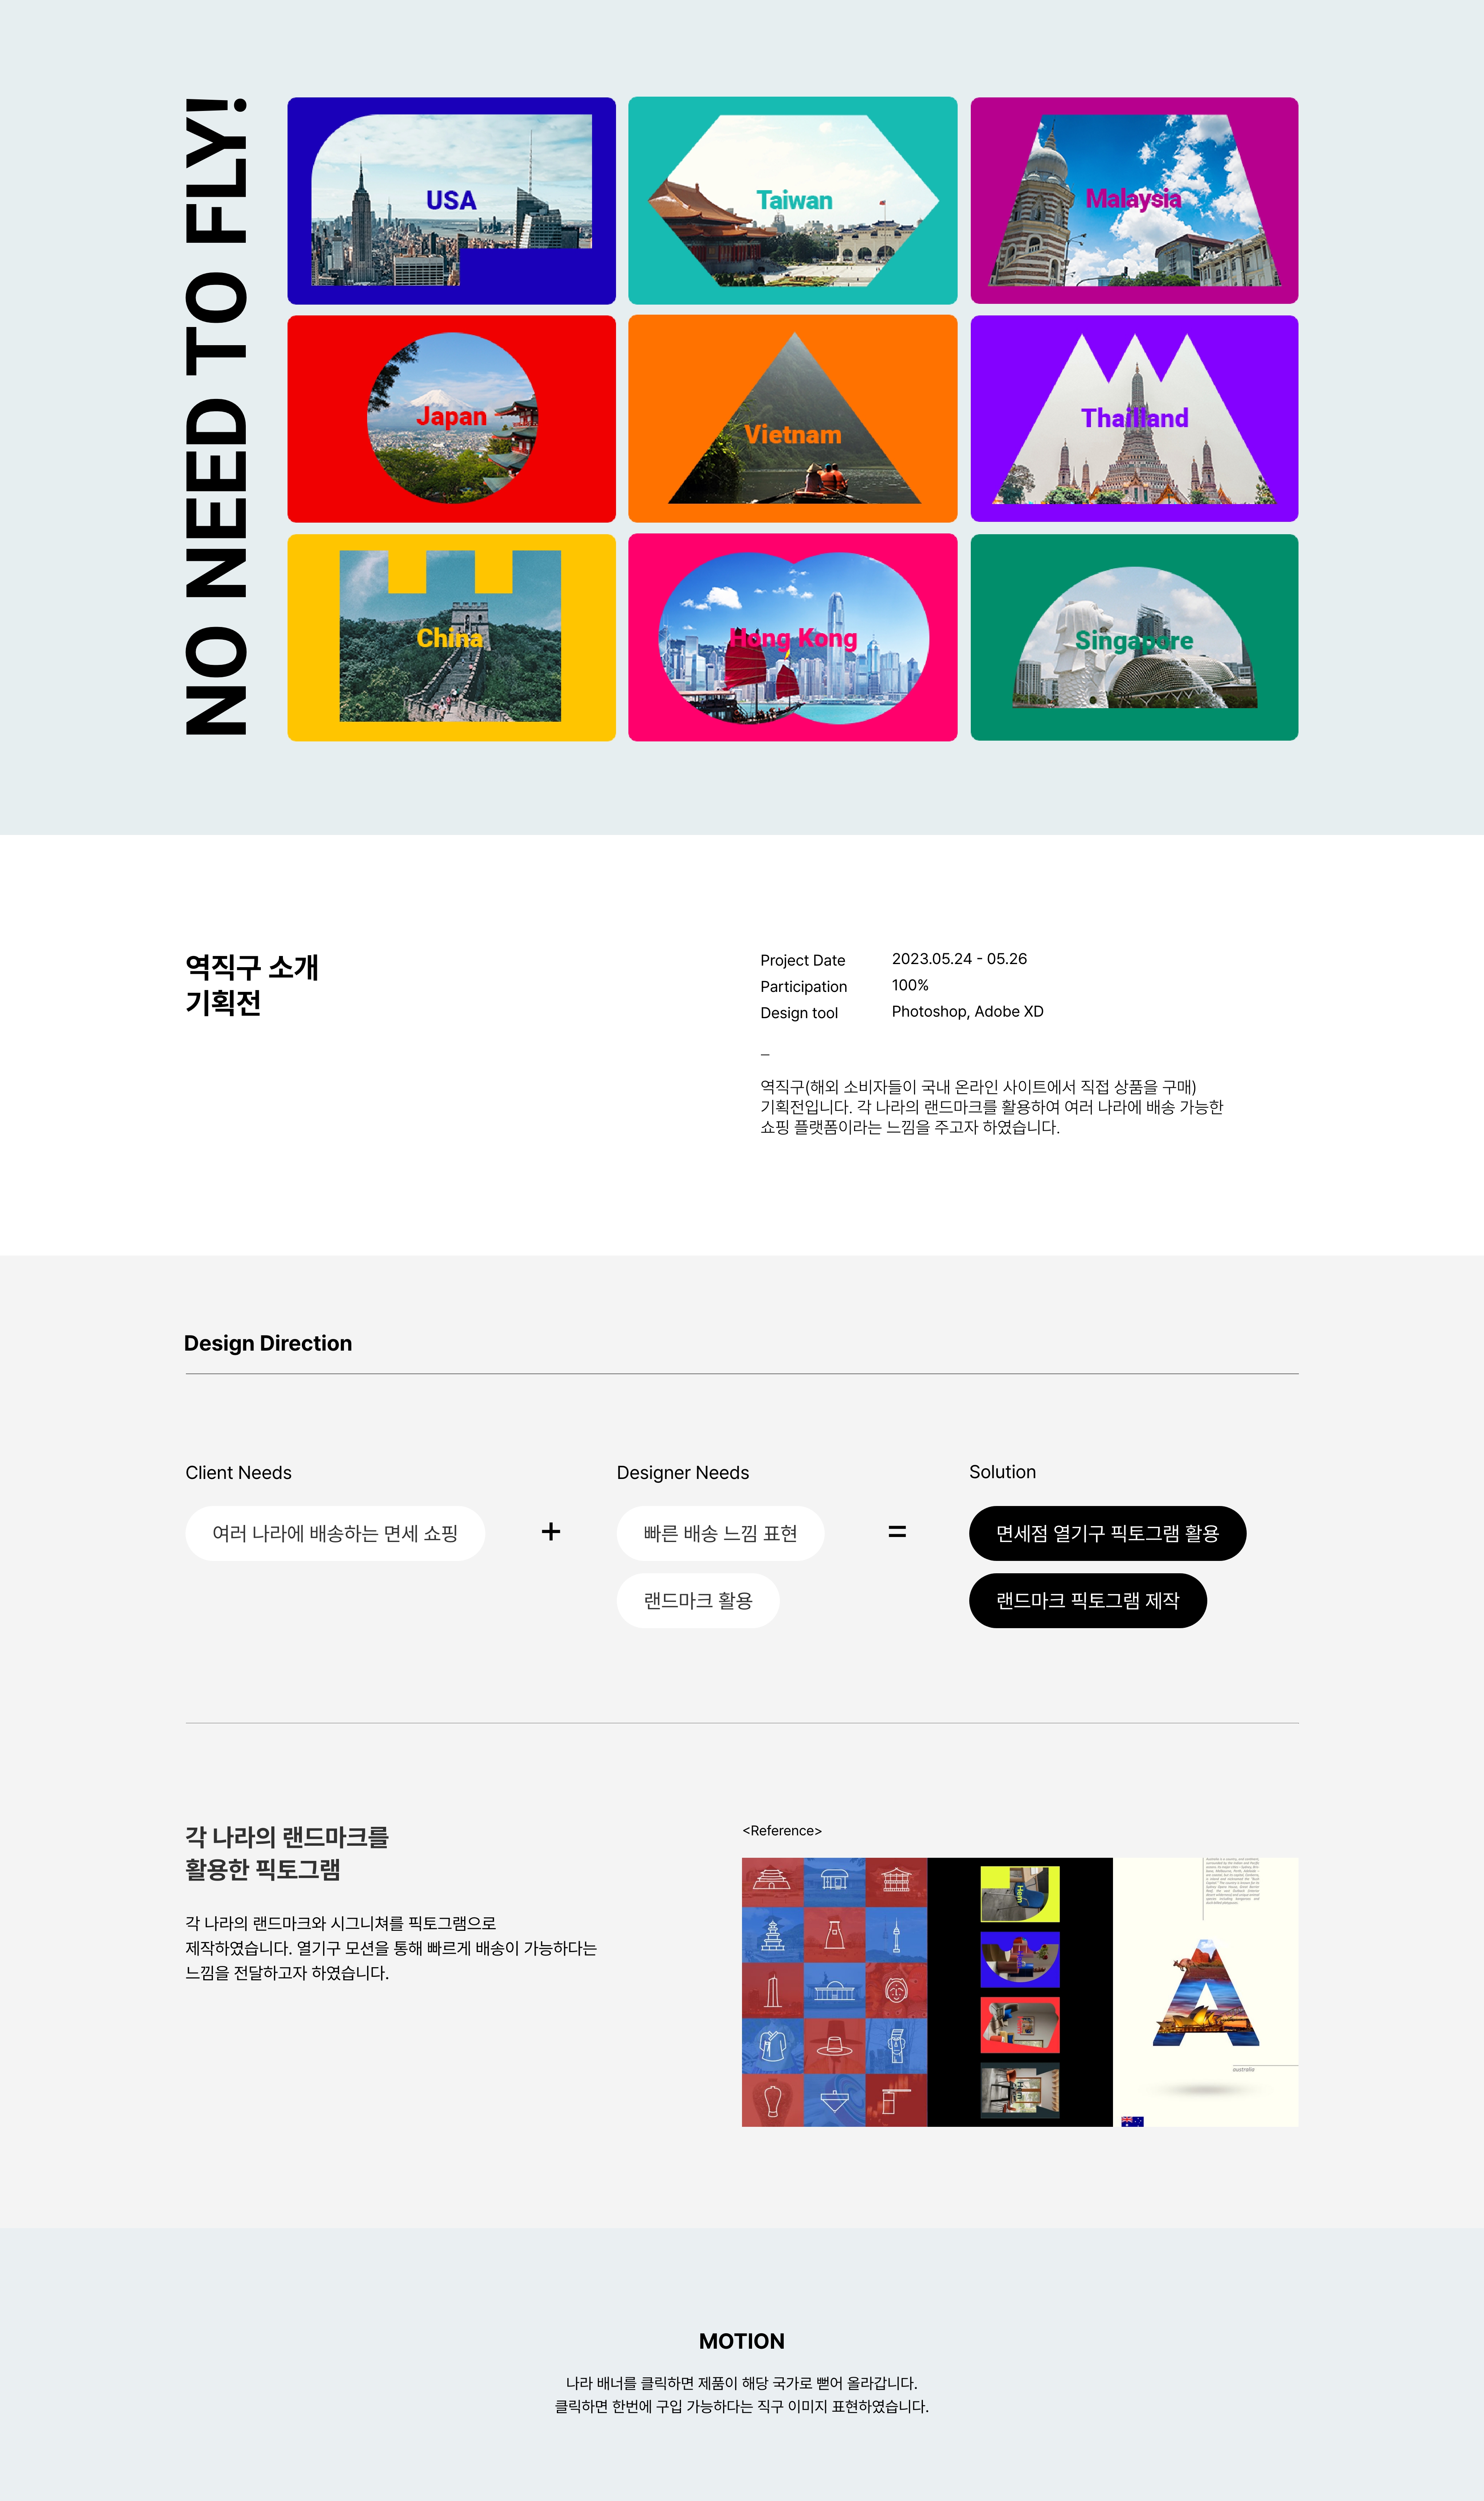 NO NEED TO FLY!
USA
Taiwan
Malaysia
Japan
Vietnam
Thailand
China
Hong Kong
Singapore
역직구 소개
기획전
Project Date 2023.05.24 - 05.26
Participation 100%
Design tool Photoshop, Adobe XD
–
역직구(해외 소비자들이 국내 온라인 사이트에서 직접 상품을 구매)
기획전입니다. 각 나라의 랜드마크를 활용하여 여러 나라에 배송 가능한
쇼핑 플랫폼이라는 느낌을 주고자 하였습니다.
Design Direction
Client Needs
여러 나라에 배송하는 면세 쇼핑
+
Designer Needs
빠른 배송 느낌 표현
랜드마크 활용
=
Solution
면세점 열기구 픽토그램 활용
랜드마크 픽토그램 제작
각 나라의 랜드마크를
활용한 픽토그램
각 나라의 랜드마크와 시그니쳐를 픽토그램으로
제작하였습니다. 열기구 모션을 통해 빠르게 배송이 가능하다는
느낌을 전달하고자 하였습니다.
<Reference>
australia
MOTION
나라 배너를 클릭하면 제품이 해당 국가로 뻗어 올라갑니다.
클릭하면 한번에 구입 가능하다는 직구 이미지 표현하였습니다.